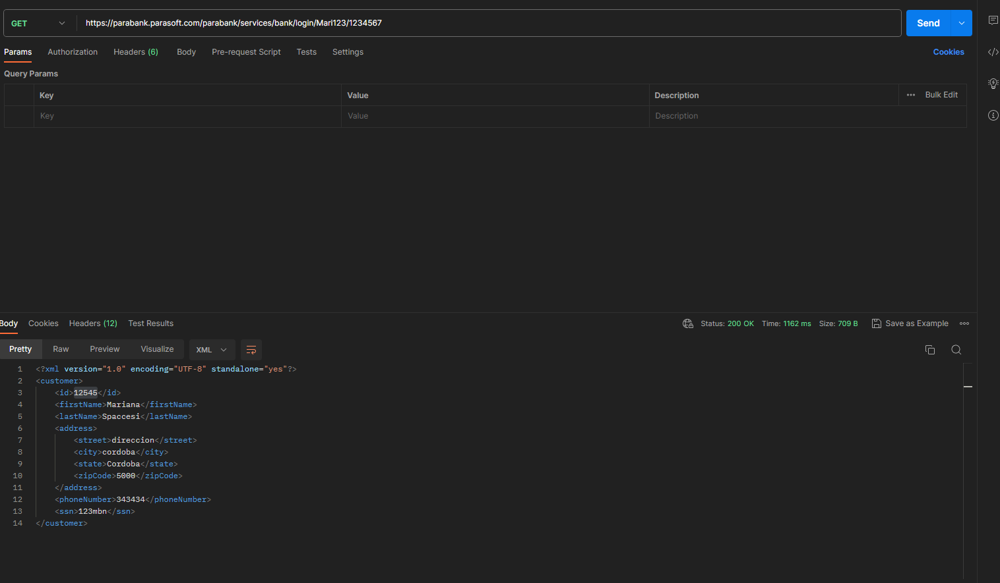 GET https://parabank.parasoft.com/parabank/services/bank/login/Mari123/1234567 Send
Params Authorization Headers (6) Body Pre-request Script Tests Settings Cookies
Query Params
Key Value Description ••• Bulk Edit
Key Value Description
Body Cookies Headers (12) Test Results Status: 200 OK Time: 1162 ms Size: 709 B Save as Example
Pretty Raw Preview Visualize XML
1 <?xml version="1.0" encoding="UTF-8" standalone="yes"?>
2 <customer>
3 <id>12545</id>
4 <firstName>Mariana</firstName>
5 <lastName>Spaccesi</lastName>
6 <address>
7 <street>direccion</street>
8 <city>cordoba</city>
9 <state>Cordoba</state>
10 <zipCode>5000</zipCode>
11 </address>
12 <phoneNumber>343434</phoneNumber>
13 <ssn>123mbn</ssn>
14 </customer>